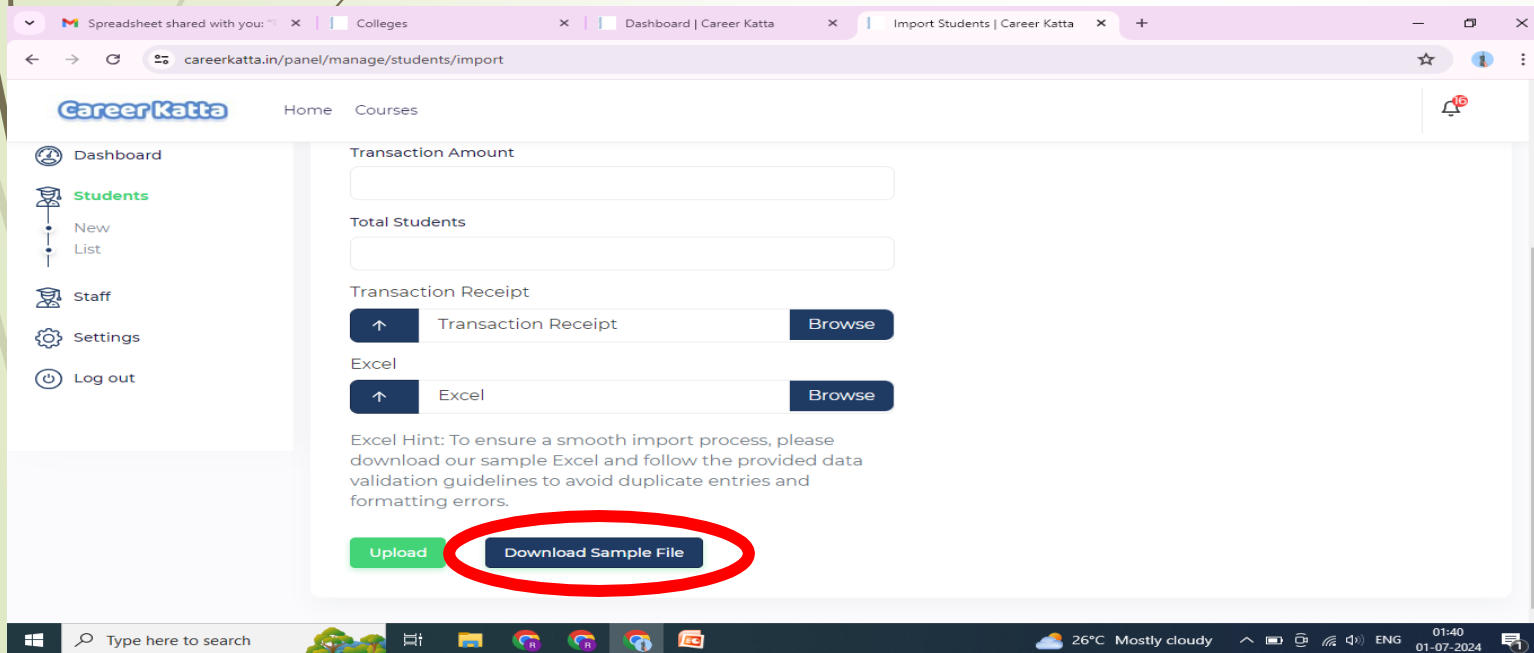 Spreadsheet shared with you: "
Colleges
Dashboard | Career Katta
Import Students | Career Katta
careerkatta.in/panel/manage/students/import
Career Katta
Home
Courses
16
Dashboard
Students
New
List
Staff
Settings
Log out
Transaction Amount
Total Students
Transaction Receipt
Transaction Receipt
Browse
Excel
Excel
Browse
Excel Hint: To ensure a smooth import process, please
download our sample Excel and follow the provided data
validation guidelines to avoid duplicate entries and
formatting errors.
Upload
Download Sample File
Type here to search
26°C Mostly cloudy
ENG
01:40
01-07-2024
1